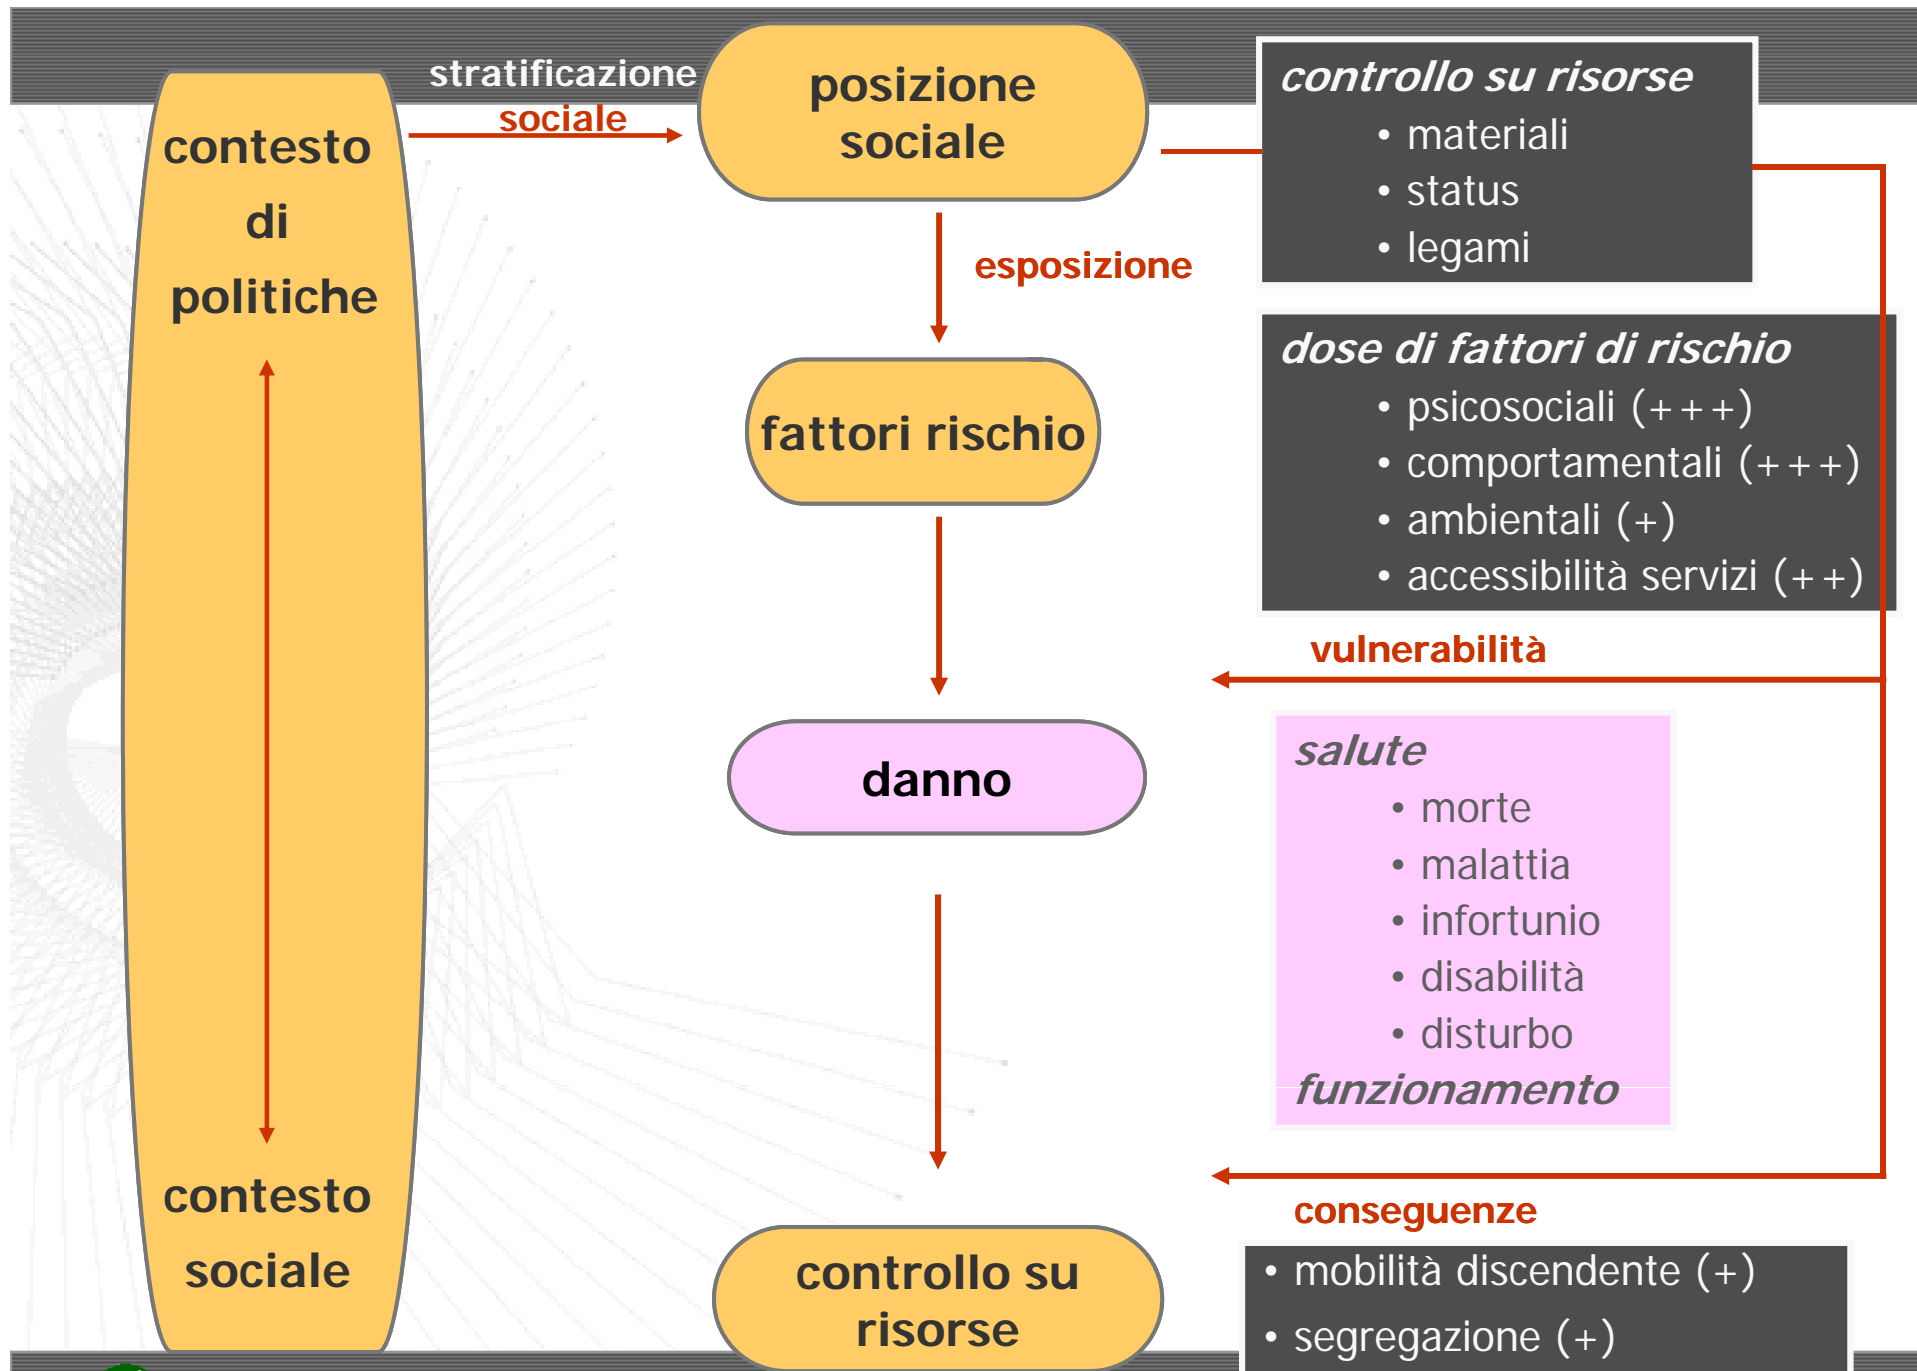 contesto
di
politiche
contesto
sociale
stratificazione
sociale
posizione
sociale
esposizione
fattori rischio
danno
controllo su
risorse
controllo su risorse
• materiali
• status
• legami
dose di fattori di rischio
• psicosociali (+++)
• comportamentali (+++)
• ambientali (+)
• accessibilità servizi (++)
vulnerabilità
salute
• morte
• malattia
• infortunio
• disabilità
• disturbo
funzionamento
conseguenze
• mobilità discendente (+)
• segregazione (+)